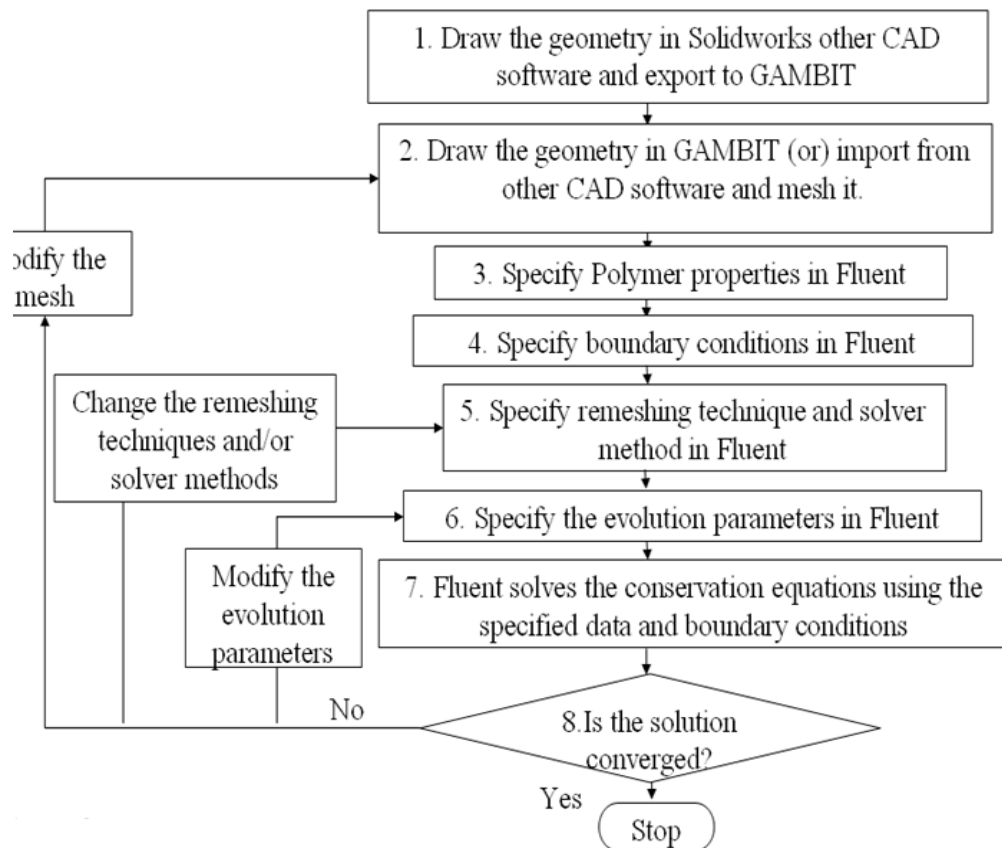 1. Draw the geometry in Solidworks other CAD
software and export to GAMBIT
2. Draw the geometry in GAMBIT (or) import from
other CAD software and mesh it.
the
mesh
3. Specify Polymer properties in Fluent
4. Specify boundary conditions in Fluent
Change the remeshing
techniques and/or
solver methods
5. Specify remeshing technique and solver
method in Fluent
6. Specify the evolution parameters in Fluent
Modify the
evolution
parameters
7. Fluent solves the conservation equations using the
specified data and boundary conditions
No
8.Is the solution
converged?
Yes
Stop